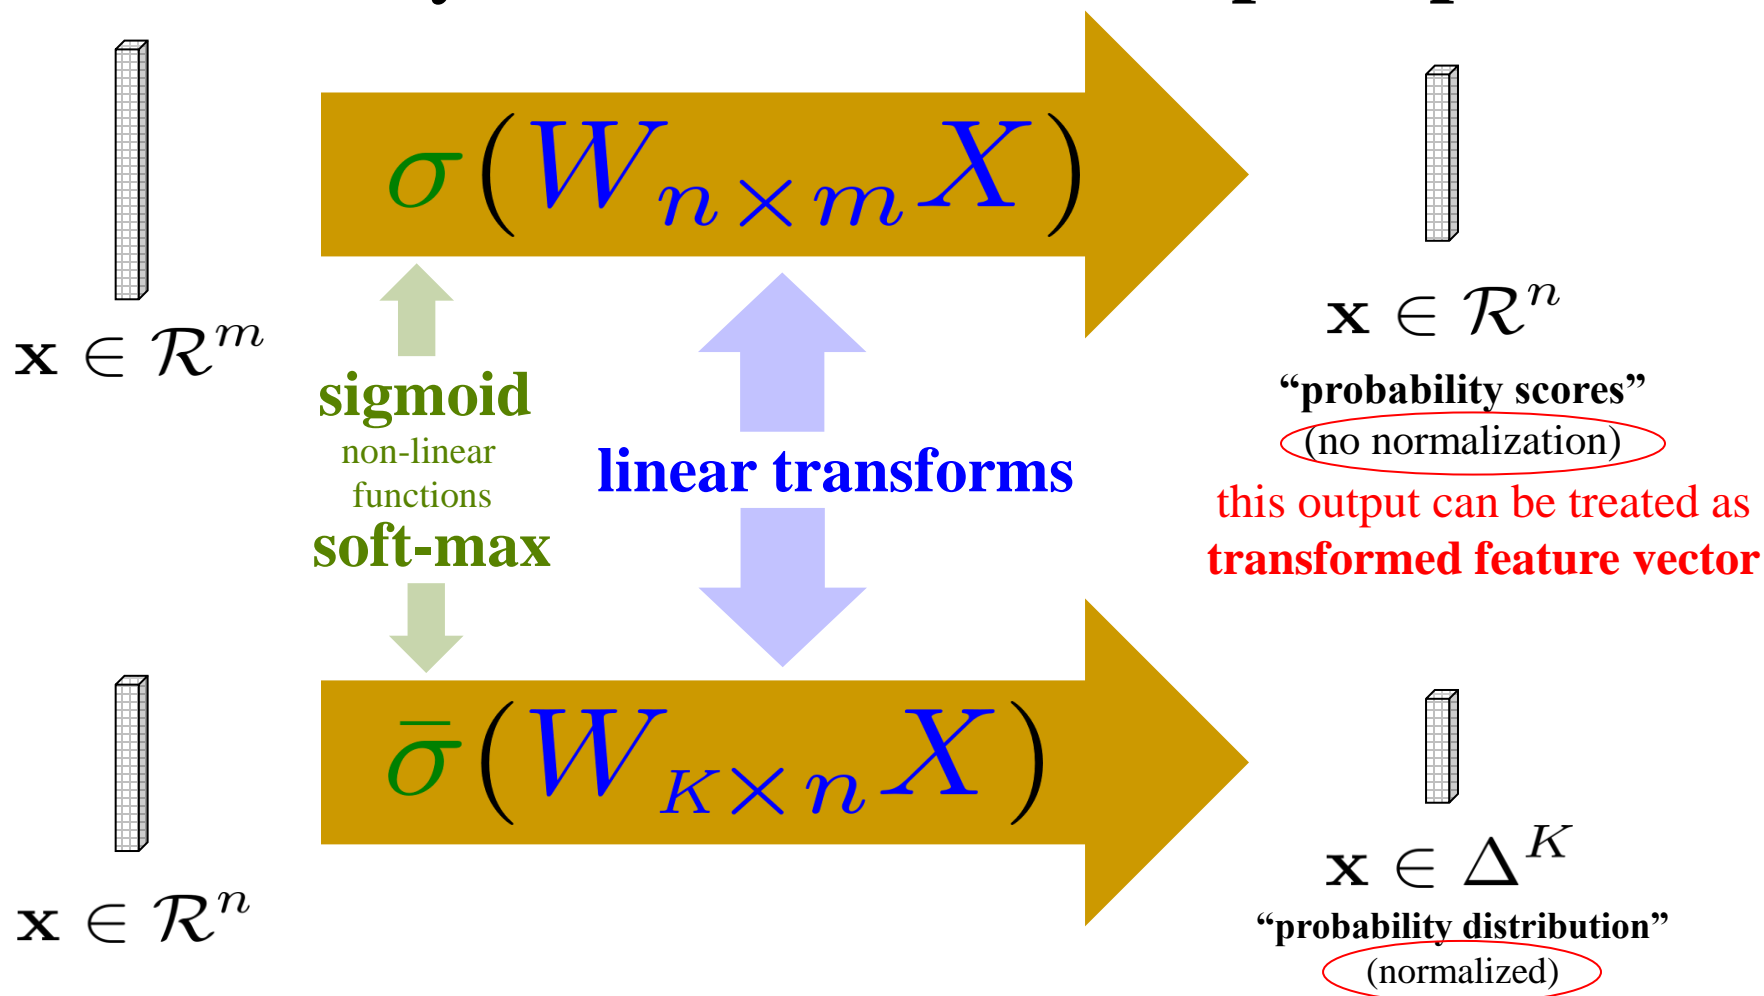 σ(W_{n×m}X)
x ∈ ℛ^m
x ∈ ℛ^n
“probability scores”
(no normalization)
this output can be treated as
transformed feature vector
sigmoid
non-linear
functions
soft-max
linear transforms
σ̄(W_{K×n}X)
x ∈ ℛ^n
x ∈ Δ^K
“probability distribution”
(normalized)